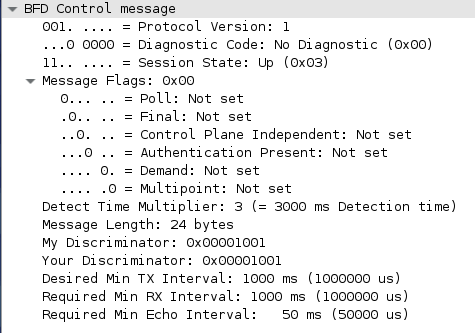 BFD Control message
001. .... = Protocol Version: 1
...0 0000 = Diagnostic Code: No Diagnostic (0x00)
11.. .... = Session State: Up (0x03)
Message Flags: 0x00
0... .. = Poll: Not set
.0.. .. = Final: Not set
..0. .. = Control Plane Independent: Not set
...0 .. = Authentication Present: Not set
.... 0. = Demand: Not set
.... .0 = Multipoint: Not set
Detect Time Multiplier: 3 (= 3000 ms Detection time)
Message Length: 24 bytes
My Discriminator: 0x00001001
Your Discriminator: 0x00001001
Desired Min TX Interval: 1000 ms (1000000 us)
Required Min RX Interval: 1000 ms (1000000 us)
Required Min Echo Interval:   50 ms (50000 us)